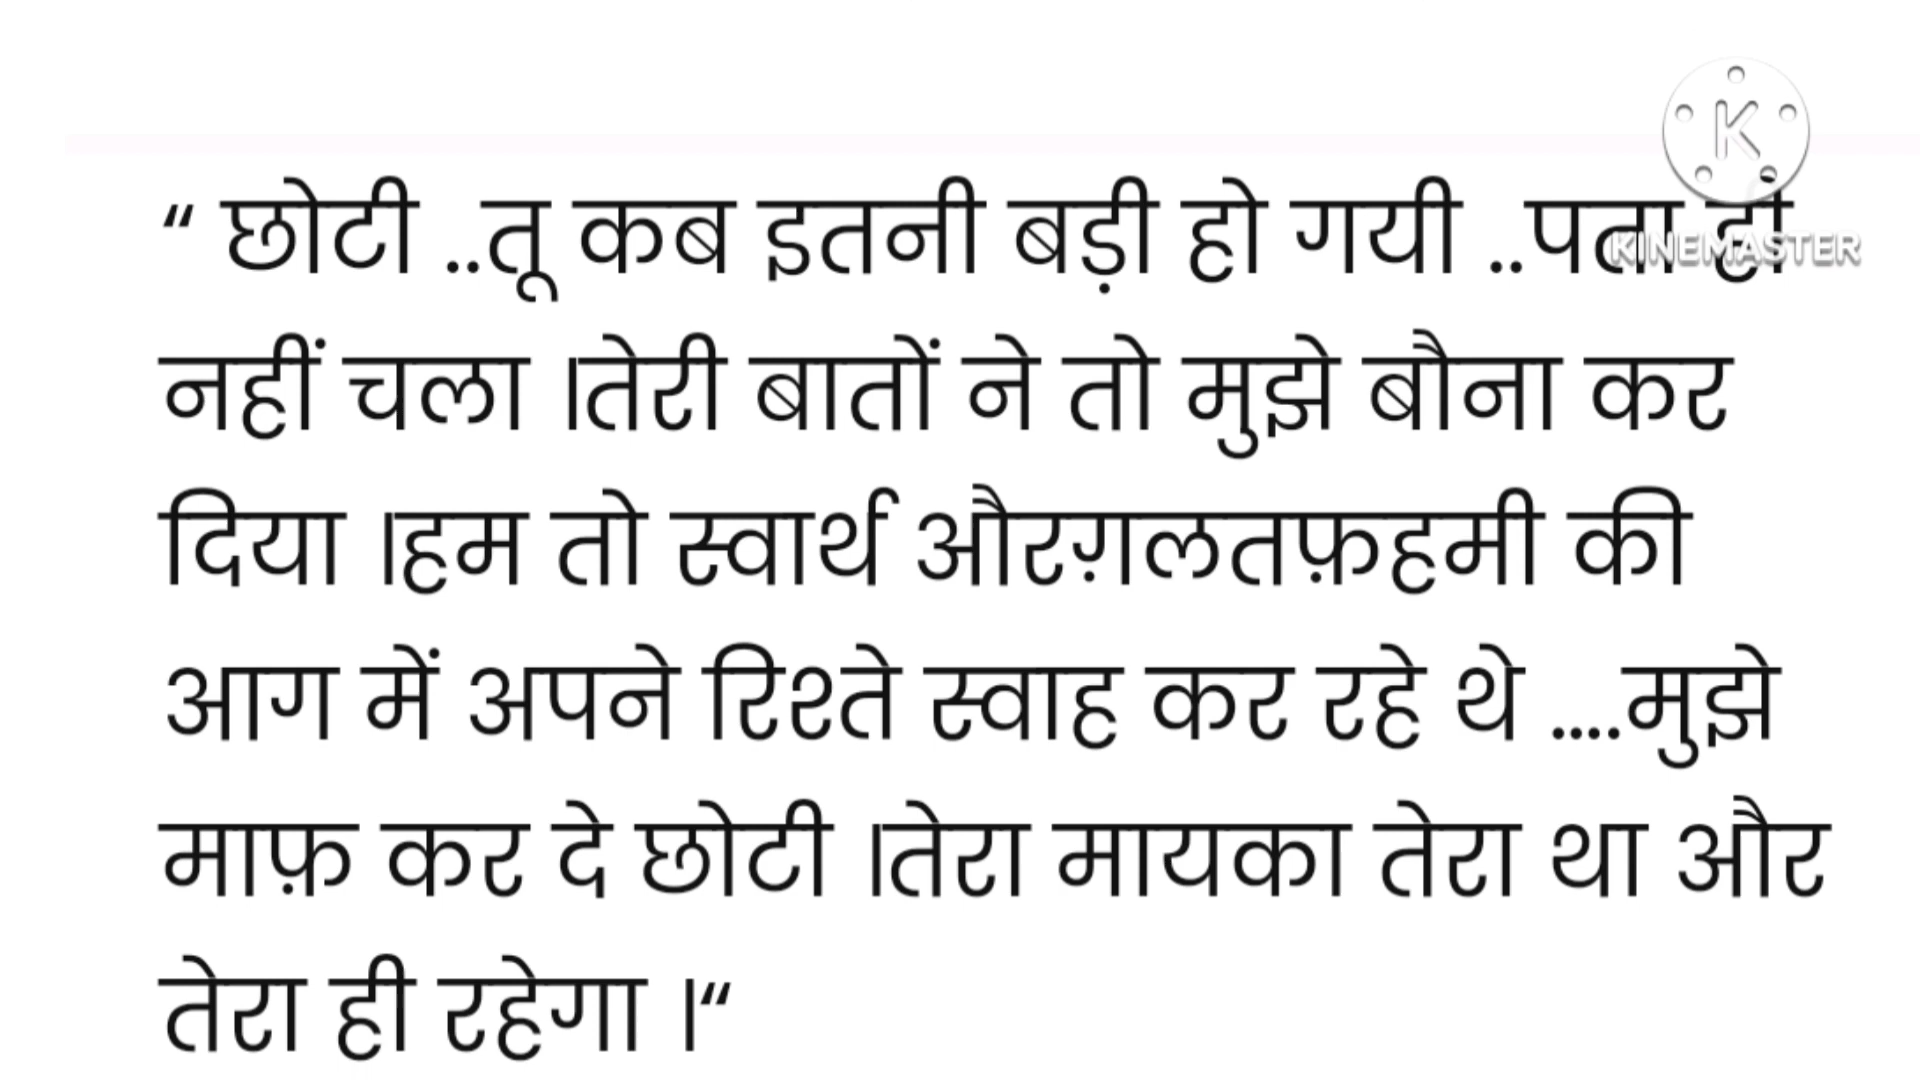 K
“ छोटी ..तू कब इतनी बड़ी हो गयी ..पता ही
KINEMASTER
नहीं चला ।तेरी बातों ने तो मुझे बौना कर
दिया ।हम तो स्वार्थ औरग़लतफ़हमी की
आग में अपने रिश्ते स्वाह कर रहे थे ....मुझे
माफ़ कर दे छोटी ।तेरा मायका तेरा था और
तेरा ही रहेगा ।“